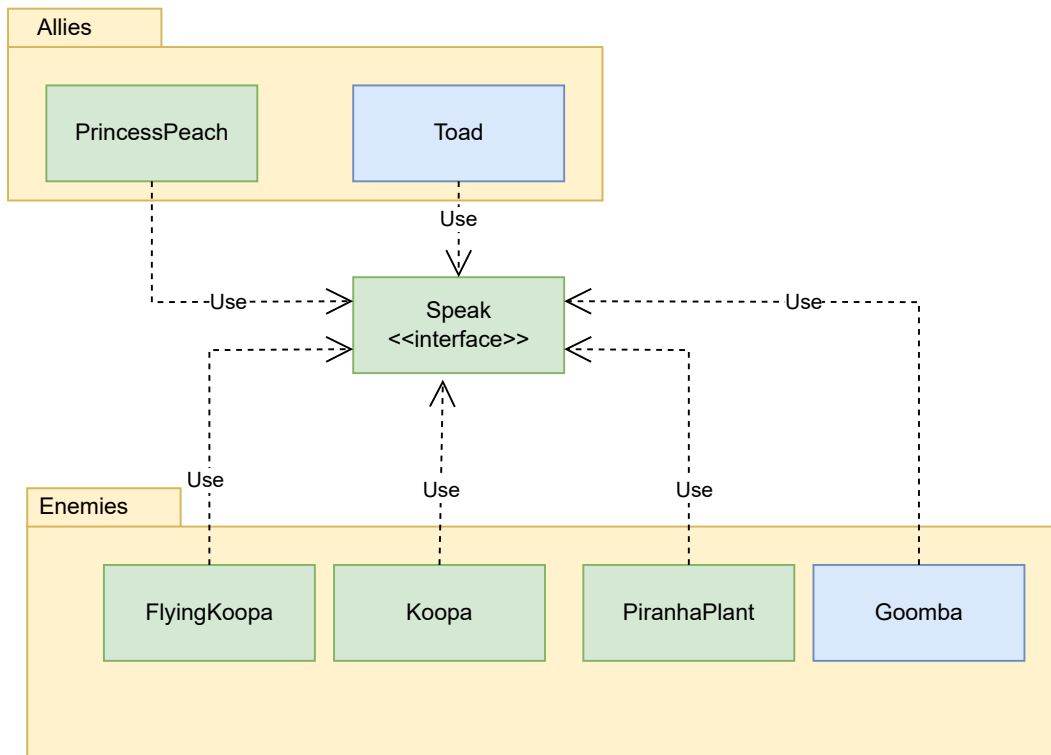 Allies
PrincessPeach
Toad
Use
Use
Use
Speak
<<interface>>
Use
Use
Use
Enemies
FlyingKoopa
Koopa
PiranhaPlant
Goomba